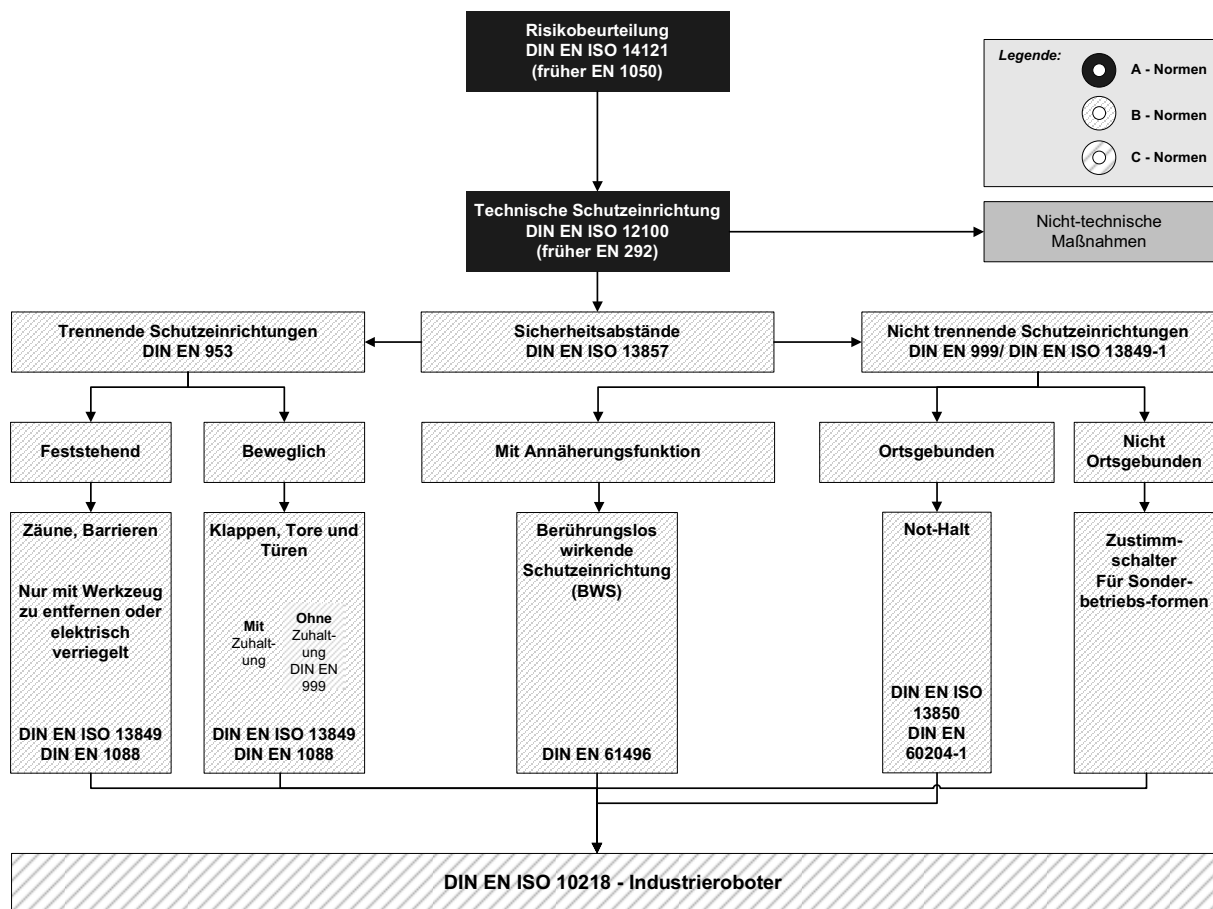 Risikobeurteilung
DIN EN ISO 14121
(früher EN 1050)
Legende:
A - Normen
B - Normen
C - Normen
Technische Schutzeinrichtung
DIN EN ISO 12100
(früher EN 292)
Nicht-technische
Maßnahmen
Trennende Schutzeinrichtungen
DIN EN 953
Sicherheitsabstände
DIN EN ISO 13857
Nicht trennende Schutzeinrichtungen
DIN EN 999/ DIN EN ISO 13849-1
Feststehend
Beweglich
Mit Annäherungsfunktion
Ortsgebunden
Nicht
Ortsgebunden
Zäune, Barrieren
Nur mit Werkzeug
zu entfernen oder
elektrisch
verriegelt
DIN EN ISO 13849
DIN EN 1088
Klappen, Tore und
Türen
Mit
Zuhalt-
ung
Ohne
Zuhalt-
ung
DIN EN
999
DIN EN ISO 13849
DIN EN 1088
Berührungslos
wirkende
Schutzeinrichtung
(BWS)
DIN EN 61496
Not-Halt
DIN EN ISO
13850
DIN EN
60204-1
Zustimm-
schalter
Für Sonder-
betriebs-formen
DIN EN ISO 10218 - Industrieroboter